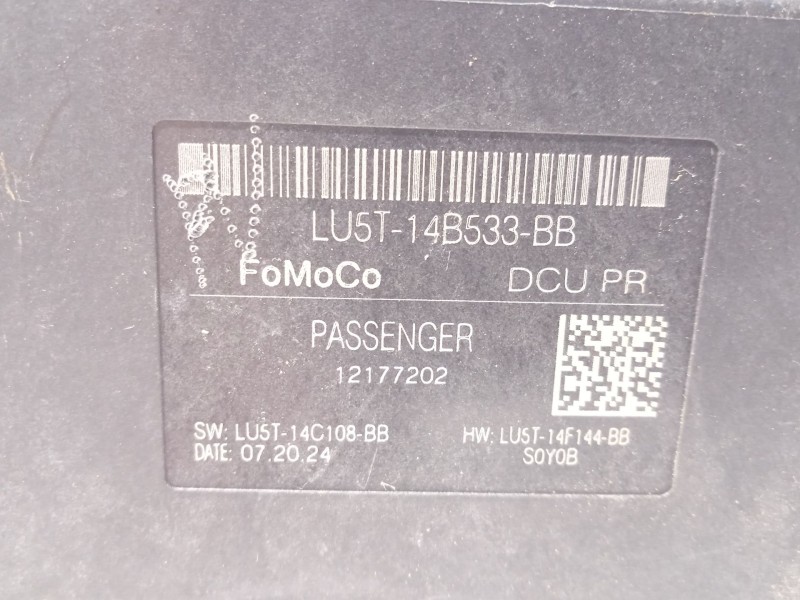 LU5T-14B533-BB
FoMoCo DCU PR
PASSENGER
12177202
SW: LU5T-14C108-BB HW: LU5T-14F144-BB
DATE: 07.20.24 S0Y0B